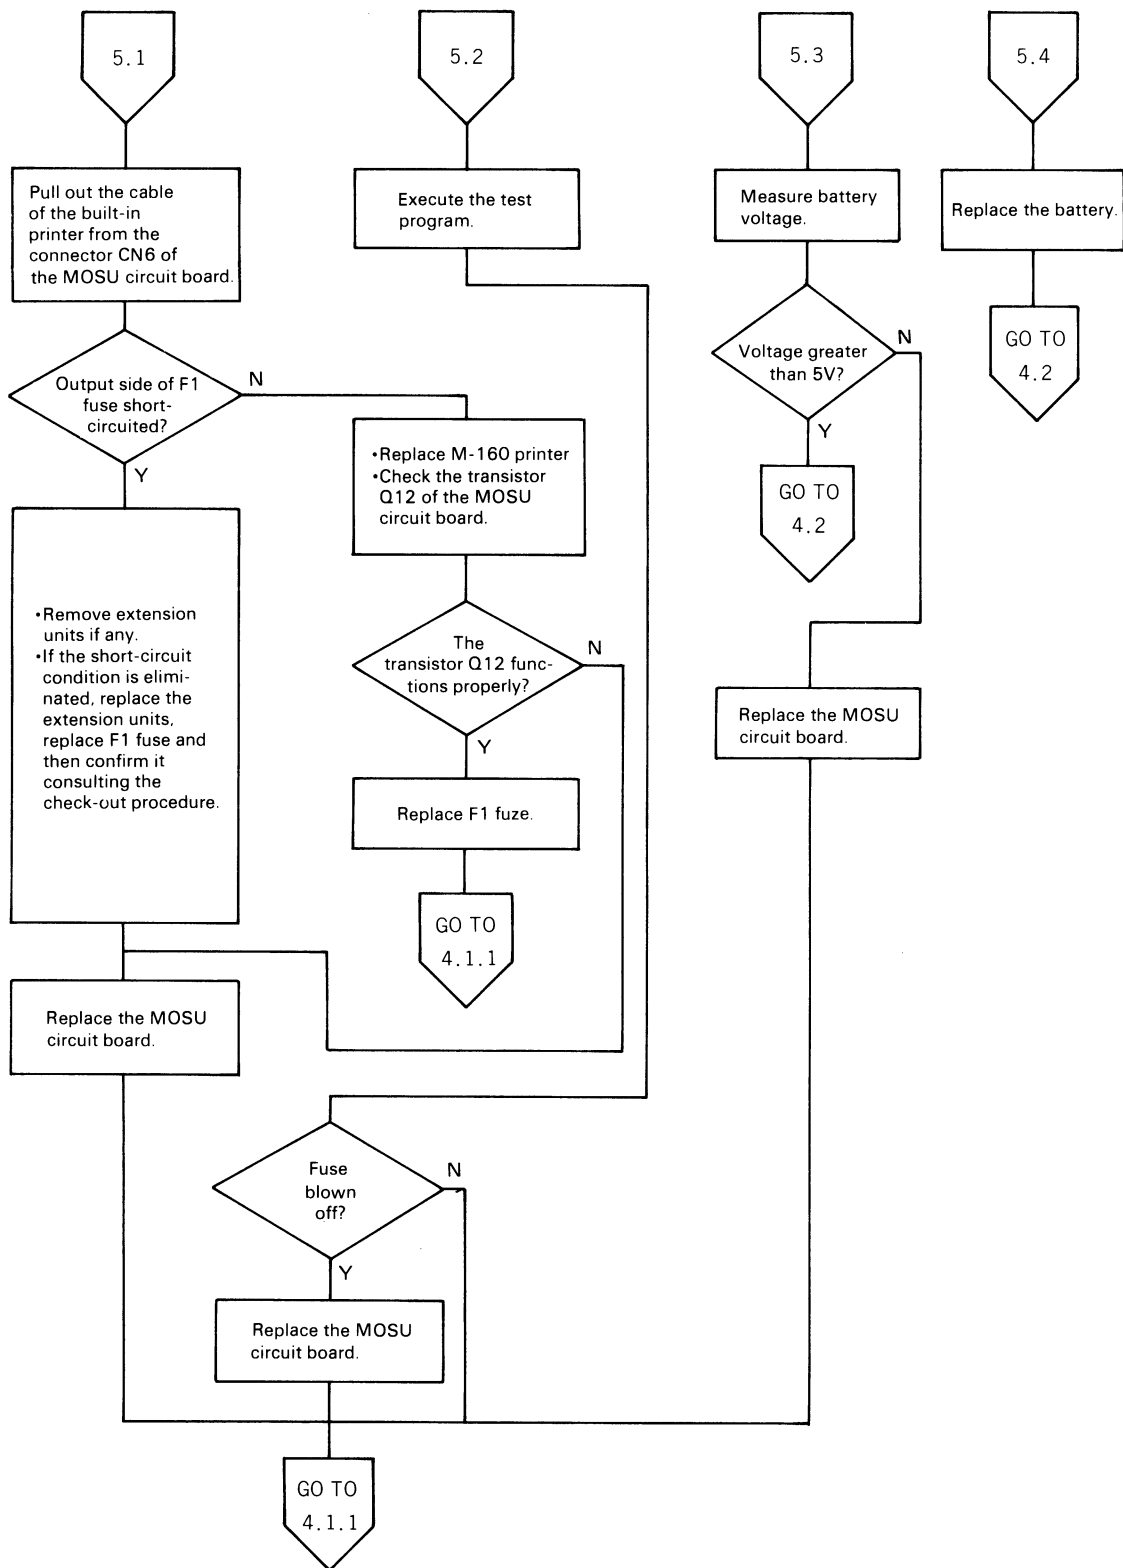 5.1
5.2
5.3
5.4
Pull out the cable
of the built-in
printer from the
connector CN6 of
the MOSU circuit board.
Execute the test
program.
Measure battery
voltage.
Replace the battery.
Output side of F1
fuse short-
circuited?
N
Y
•Replace M-160 printer
•Check the transistor
Q12 of the MOSU
circuit board.
Voltage greater
than 5V?
N
Y
GO TO
4.2
GO TO
4.2
•Remove extension
units if any.
•If the short-circuit
condition is elimi-
nated, replace the
extension units,
replace F1 fuse and
then confirm it
consulting the
check-out procedure.
The
transistor Q12 func-
tions properly?
N
Y
Replace the MOSU
circuit board.
Replace F1 fuze.
GO TO
4.1.1
Replace the MOSU
circuit board.
Fuse
blown
off?
N
Y
Replace the MOSU
circuit board.
GO TO
4.1.1